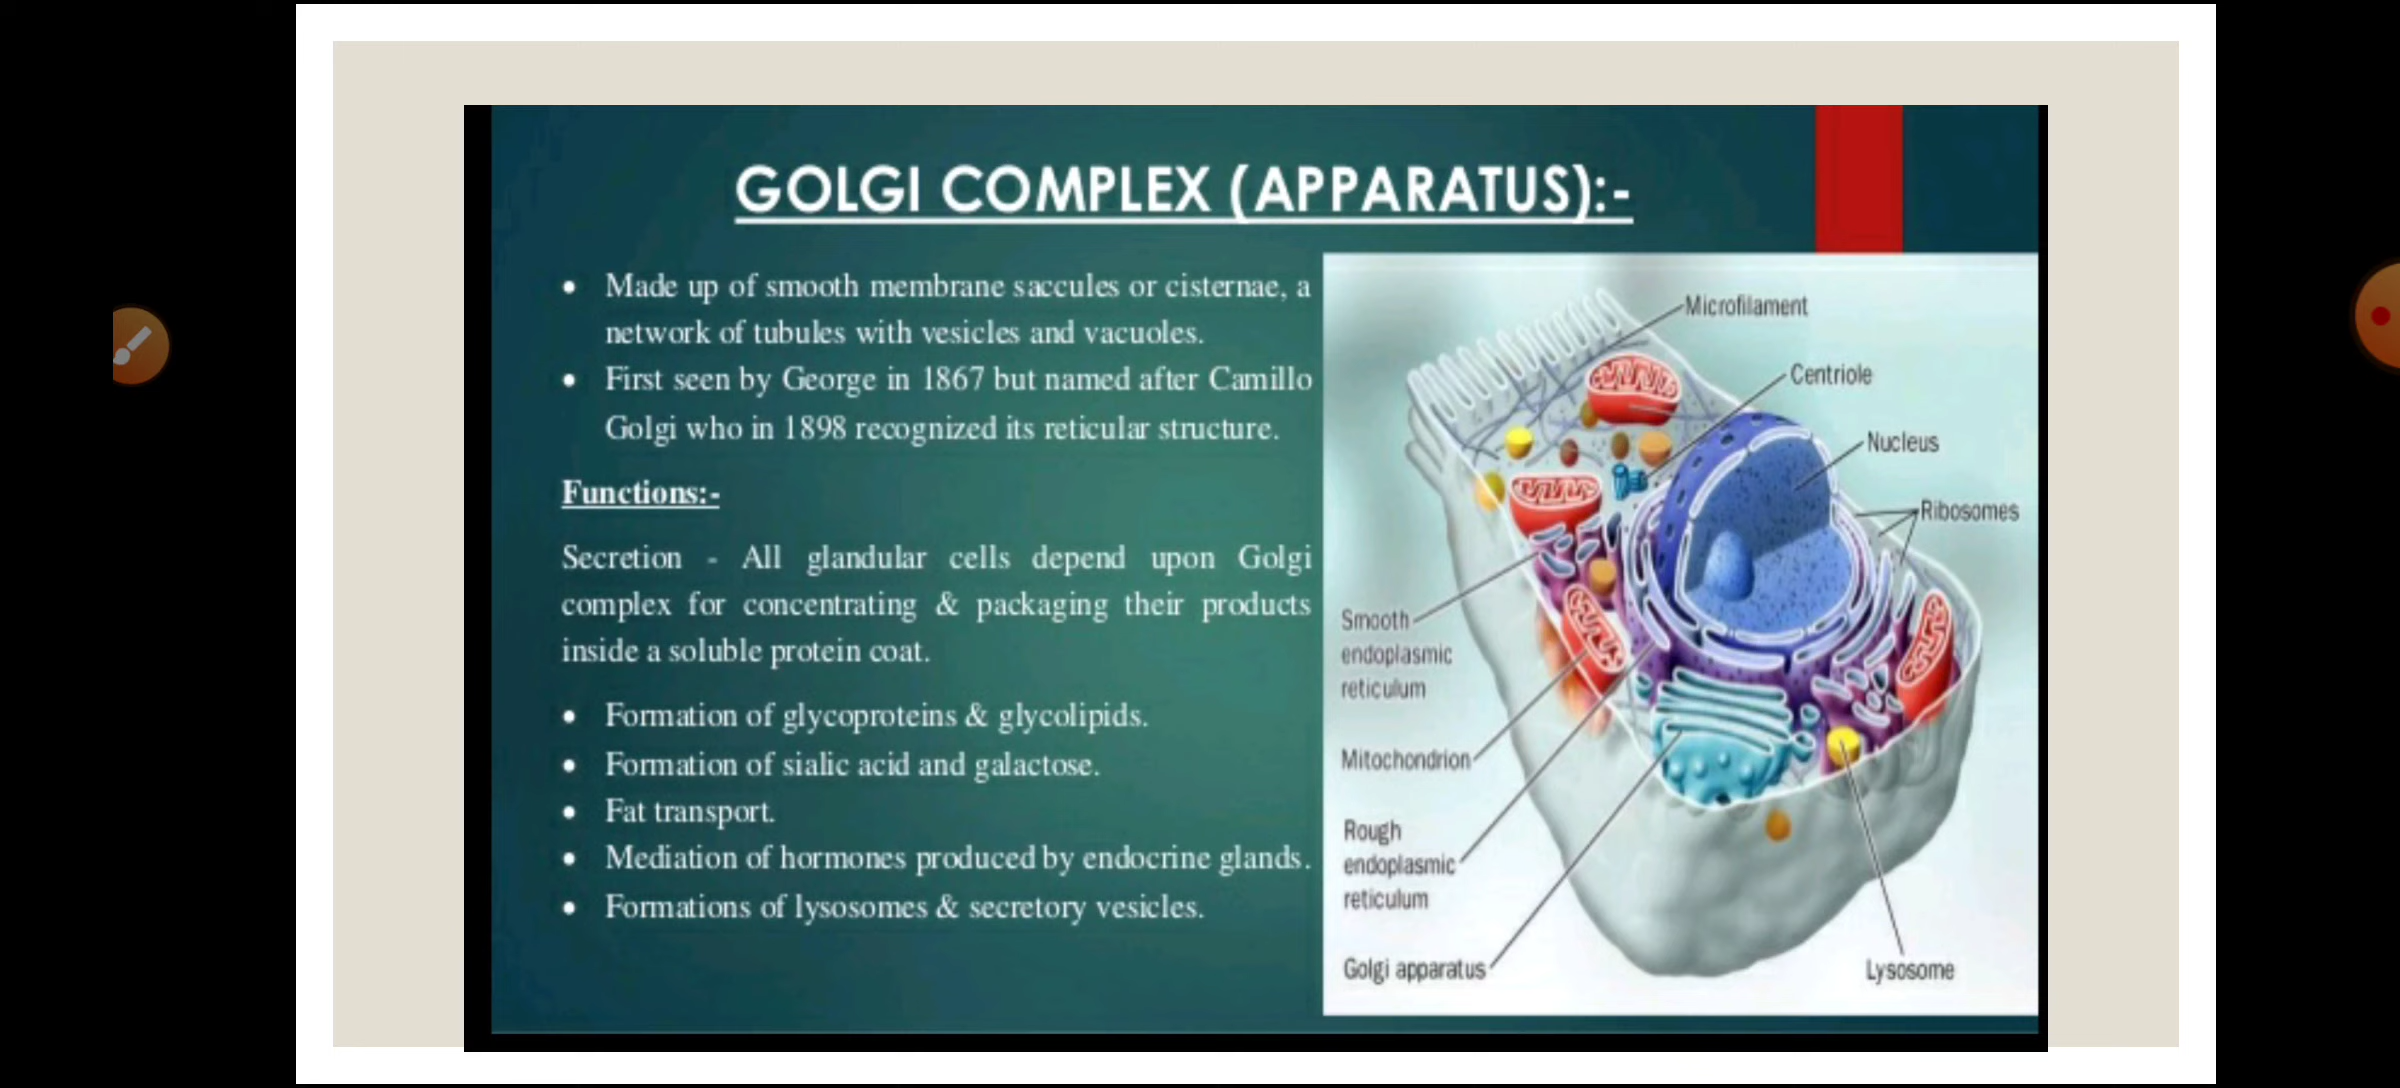 GOLGI COMPLEX (APPARATUS):-
• Made up of smooth membrane saccules or cisternae, a
network of tubules with vesicles and vacuoles.
• First seen by George in 1867 but named after Camillo
Golgi who in 1898 recognized its reticular structure.
Functions:-
Secretion - All glandular cells depend upon Golgi
complex for concentrating & packaging their products
inside a soluble protein coat.
• Formation of glycoproteins & glycolipids.
• Formation of sialic acid and galactose.
• Fat transport.
• Mediation of hormones produced by endocrine glands.
• Formations of lysosomes & secretory vesicles.
Microfilament
Centriole
Nucleus
Ribosomes
Smooth
endoplasmic
reticulum
Mitochondrion
Rough
endoplasmic
reticulum
Golgi apparatus
Lysosome